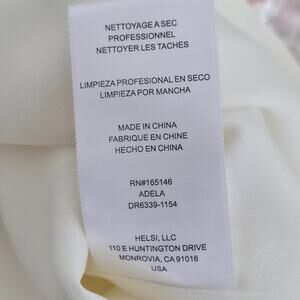 NETTOYAGE A SEC
PROFESSIONNEL
NETTOYER LES TACHES
LIMPIEZA PROFESIONAL EN SECO
LIMPIEZA POR MANCHA
MADE IN CHINA
FABRIQUE EN CHINE
HECHO EN CHINA
RN#165146
ADELA
DR6339-1154
HELSI, LLC
110 E HUNTINGTON DRIVE
MONROVIA, CA 91016
USA